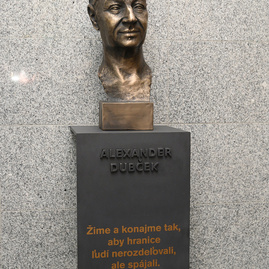 ALEXANDER
DUBČEK
Žime a konajme tak,
aby hranice
ľudí nerozdeľovali,
ale spájali.